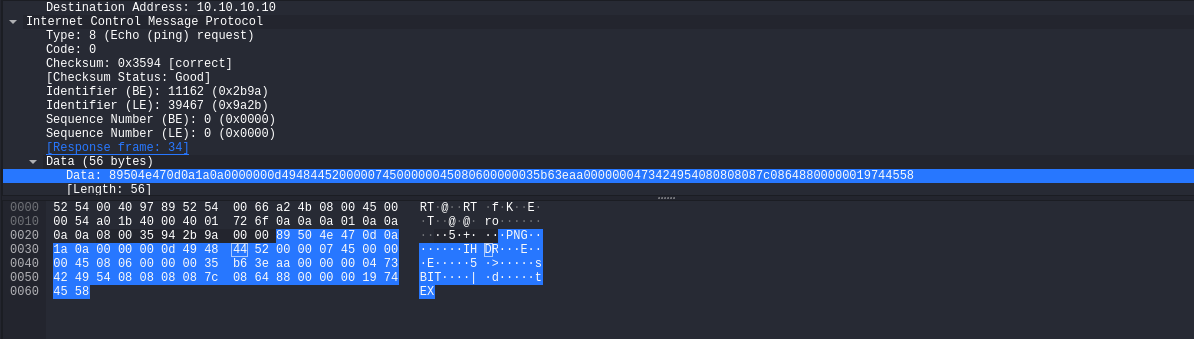 Destination Address: 10.10.10.10
Internet Control Message Protocol
Type: 8 (Echo (ping) request)
Code: 0
Checksum: 0x3594 [correct]
[Checksum Status: Good]
Identifier (BE): 11162 (0x2b9a)
Identifier (LE): 39467 (0x9a2b)
Sequence Number (BE): 0 (0x0000)
Sequence Number (LE): 0 (0x0000)
[Response frame: 34]
Data (56 bytes)
Data: 89504e470d0a1a0a0000000d494844520000074500000045080600000035b63eaa0000000473424954080808087c08648800000019744558
[Length: 56]
0000 52 54 00 40 97 89 52 54 00 66 a2 4b 08 00 45 00 RT·@··RT ·f·K··E·
0010 00 54 a0 1b 40 00 40 01 72 6f 0a 0a 0a 01 0a 0a ·T··@·@· ro······
0020 0a 0a 08 00 35 94 2b 9a 00 00 89 50 4e 47 0d 0a ····5·+· ···PNG··
0030 1a 0a 00 00 00 0d 49 48 44 52 00 00 07 45 00 00 ······IH DR···E··
0040 00 45 08 06 00 00 00 35 b6 3e aa 00 00 00 04 73 ·E·····5 ·>·····s
0050 42 49 54 08 08 08 08 7c 08 64 88 00 00 00 19 74 BIT····| ·d·····t
0060 45 58 EX